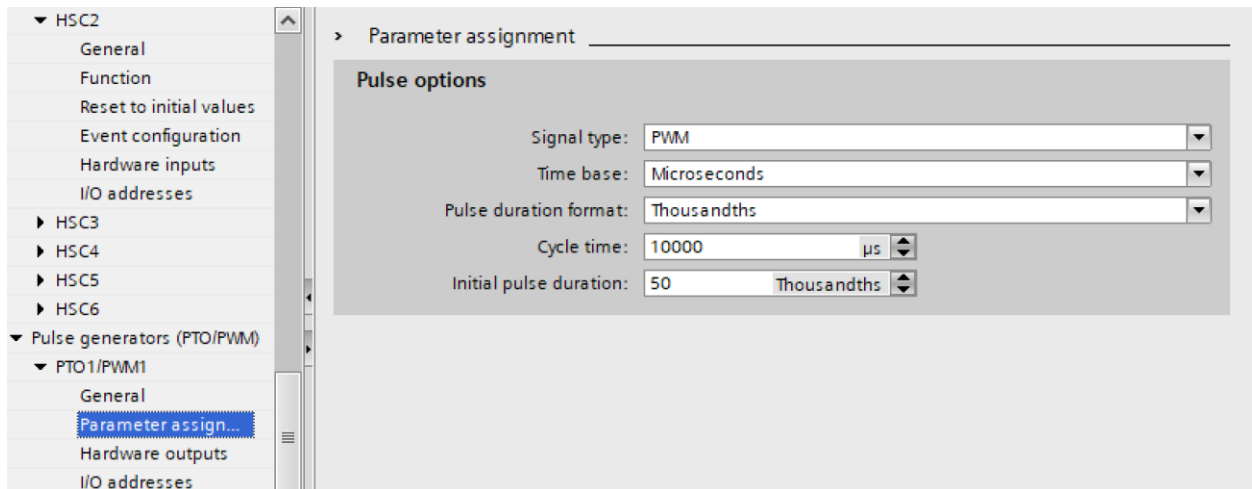 HSC2
General
Function
Reset to initial values
Event configuration
Hardware inputs
I/O addresses
HSC3
HSC4
HSC5
HSC6
Pulse generators (PTO/PWM)
PTO1/PWM1
General
Parameter assign...
Hardware outputs
I/O addresses
Parameter assignment
Pulse options
Signal type: PWM
Time base: Microseconds
Pulse duration format: Thousandths
Cycle time: 10000 µs
Initial pulse duration: 50 Thousandths